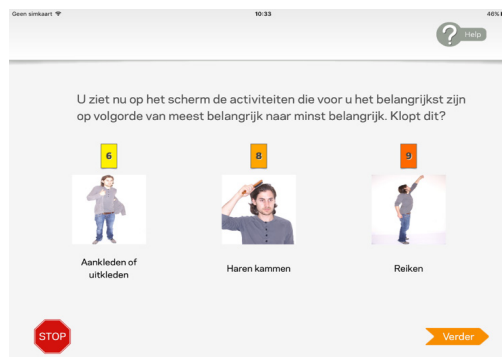 Geen simkaart 10:33 46%
Help
U ziet nu op het scherm de activiteiten die voor u het belangrijkst zijn
op volgorde van meest belangrijk naar minst belangrijk. Klopt dit?
6 8 9
Aankleden of
uitkleden
Haren kammen
Reiken
STOP
Verder